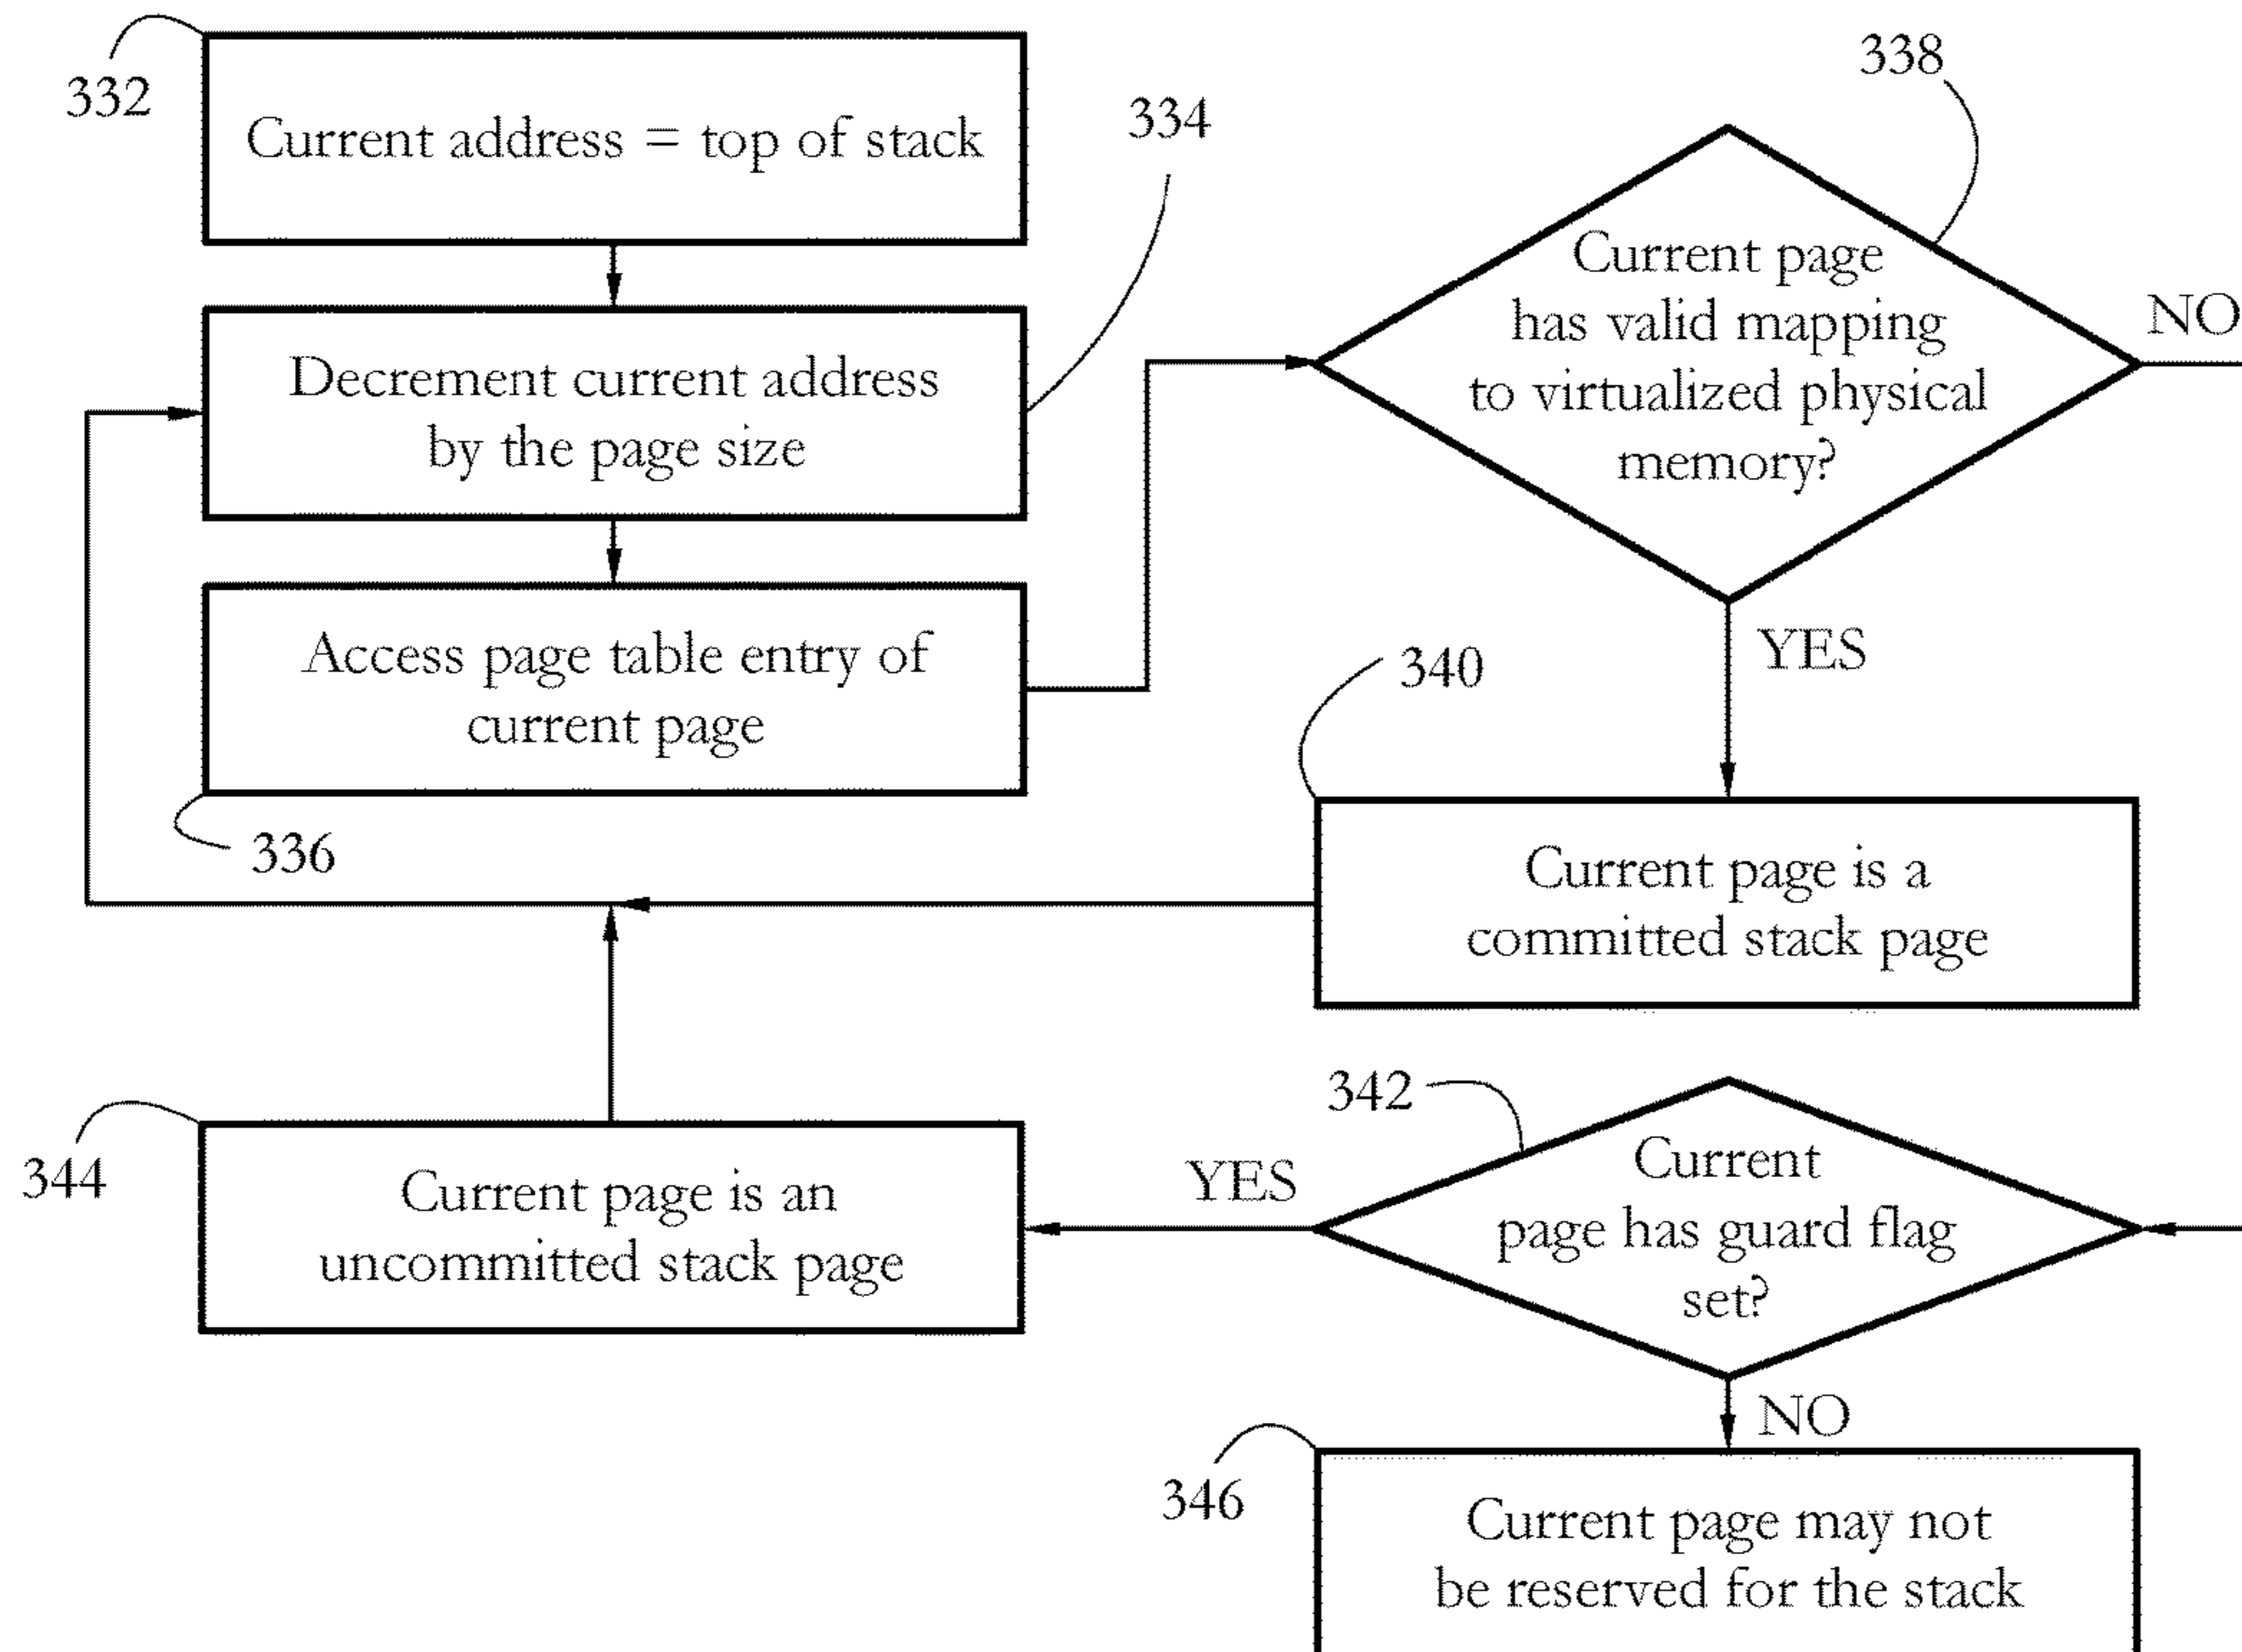 332
Current address = top of stack
334
Decrement current address
by the page size
Access page table entry of
current page
336
338
Current page
has valid mapping
to virtualized physical
memory?
NO
YES
340
Current page is a
committed stack page
342
Current
page has guard flag
set?
YES
344
Current page is an
uncommitted stack page
NO
346
Current page may not
be reserved for the stack